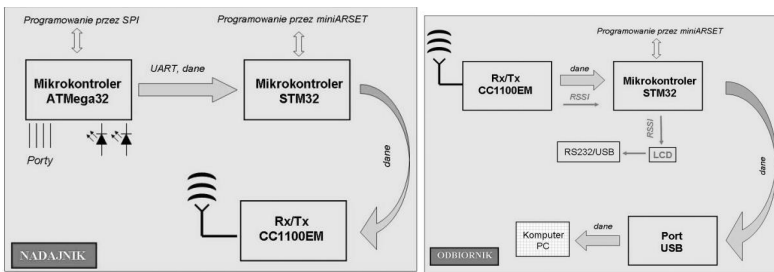 Programowanie przez SPI
Programowanie przez miniARSET
Mikrokontroler
ATMega32
UART, dane
Mikrokontroler
STM32
Porty
dane
Rx/Tx
CC1100EM
NADAJNIK
Programowanie przez miniARSET
Rx/Tx
CC1100EM
dane
RSSI
Mikrokontroler
STM32
RSSI
RS232/USB
LCD
dane
Komputer
PC
dane
Port
USB
ODBIORNIK